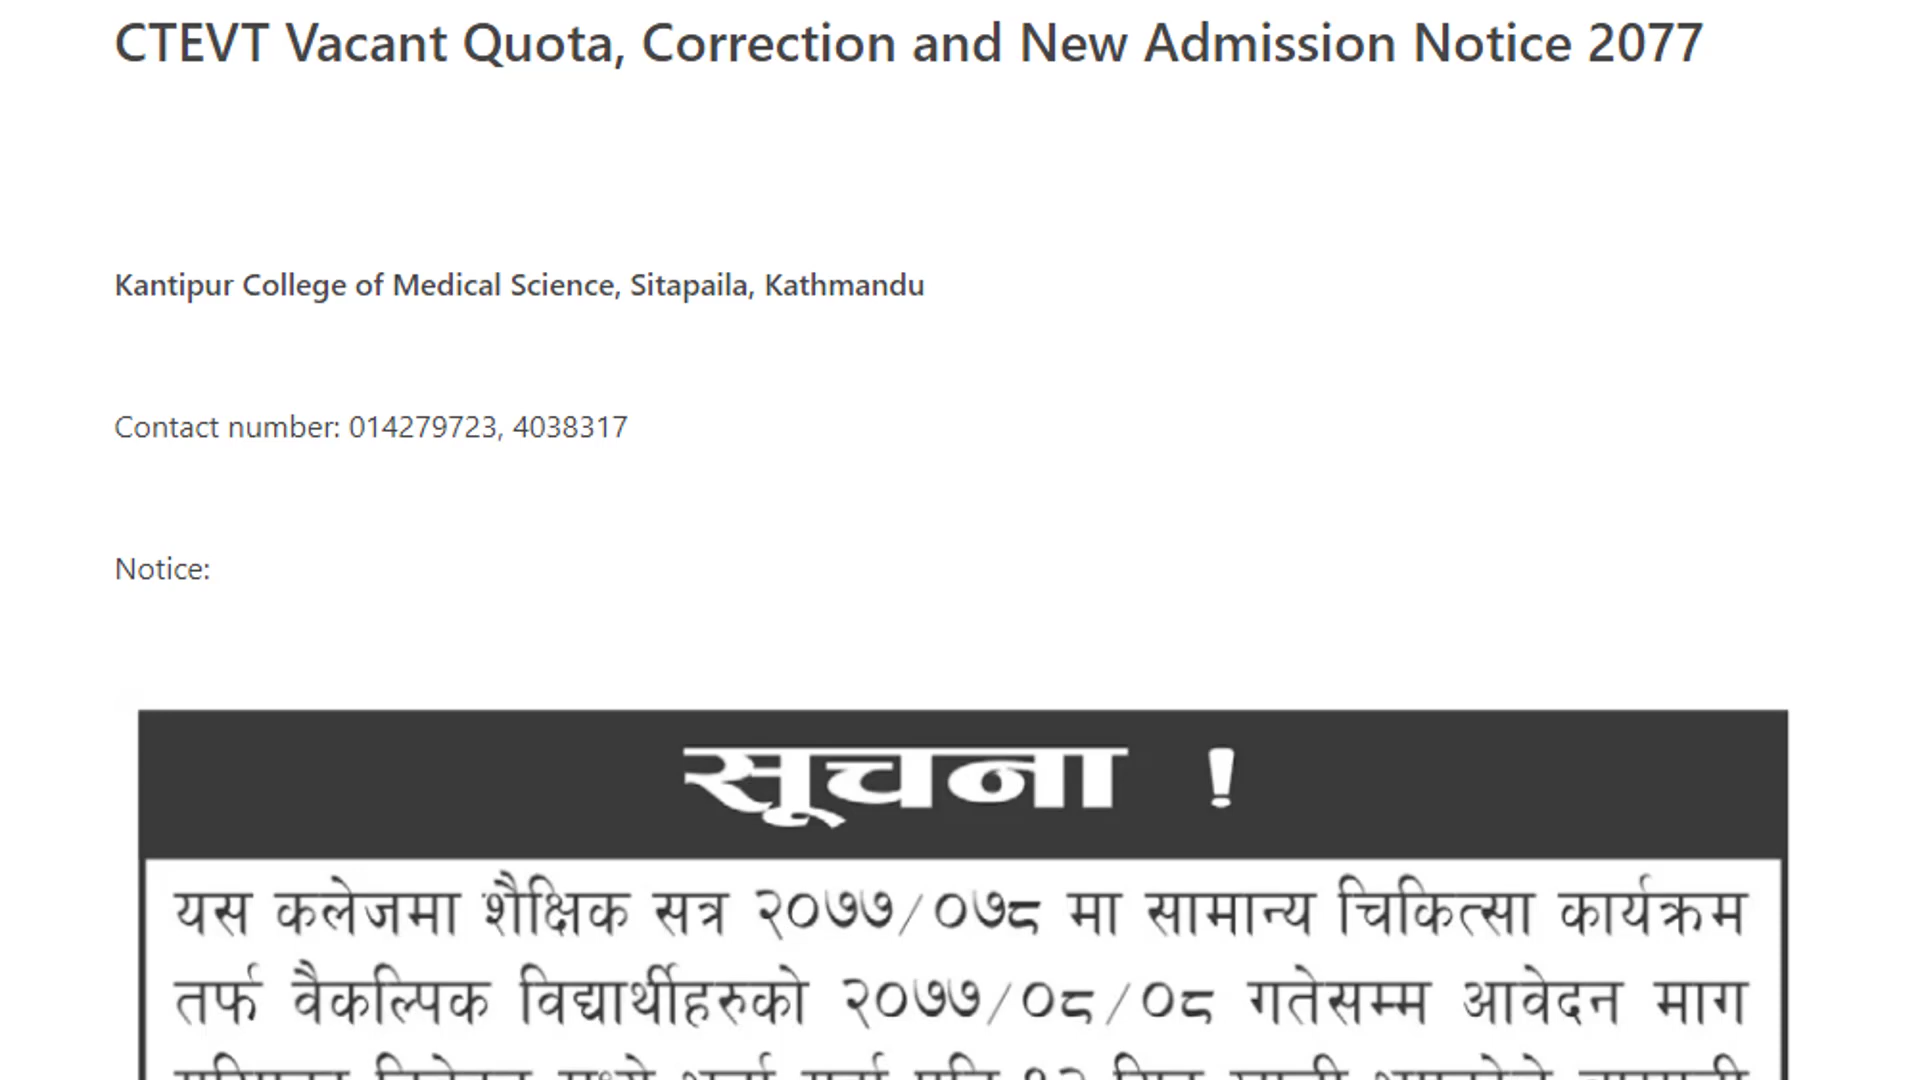 CTEVT Vacant Quota, Correction and New Admission Notice 2077
Kantipur College of Medical Science, Sitapaila, Kathmandu
Contact number: 014279723, 4038317
Notice:
सूचना !
यस कलेजमा शैक्षिक सत्र २०७७/०७८ मा सामान्य चिकित्सा कार्यक्रम
तर्फ वैकल्पिक विद्यार्थीहरुको २०७७/०८/०८ गतेसम्म आवेदन माग